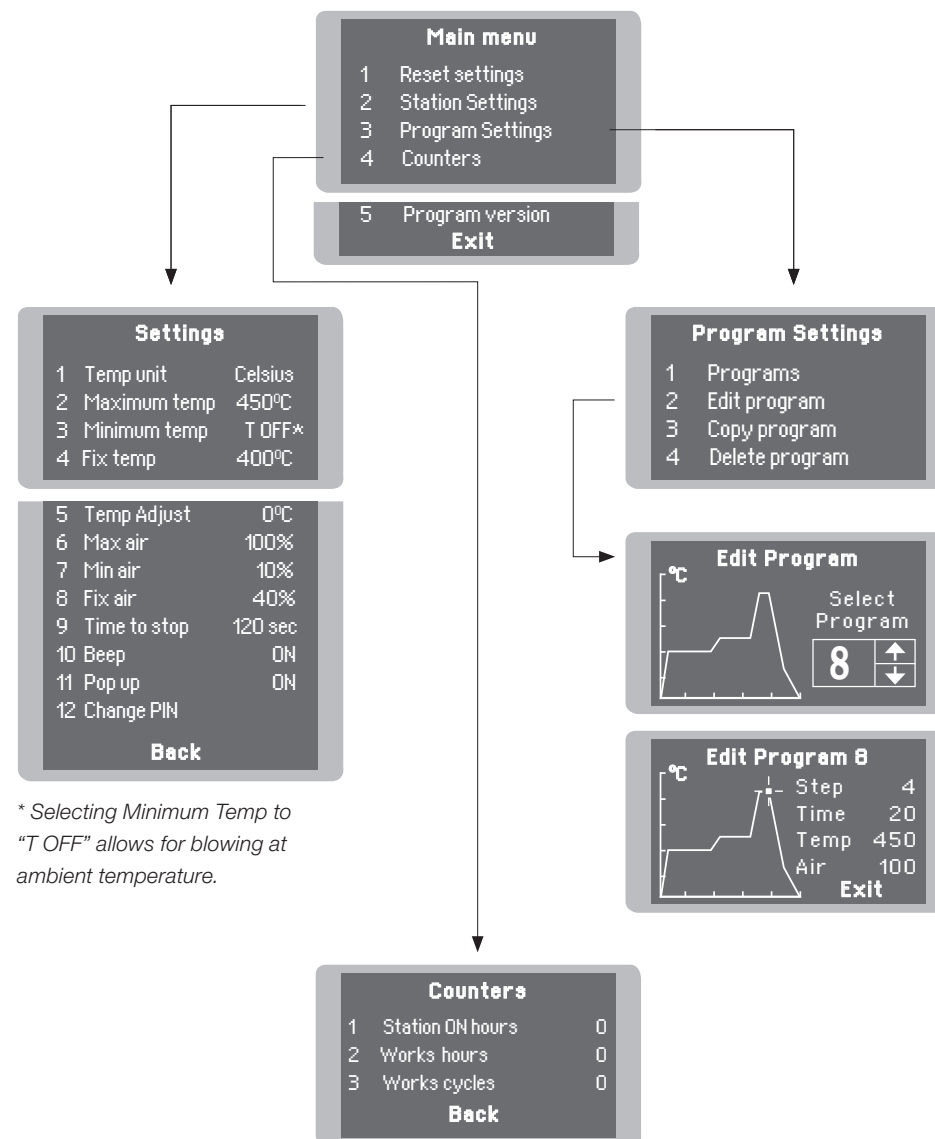 Main menu
1 Reset settings
2 Station Settings
3 Program Settings
4 Counters
5 Program version
Exit
Settings
1 Temp unit Celsius
2 Maximum temp 450ºC
3 Minimum temp T OFF*
4 Fix temp 400ºC
5 Temp Adjust 0ºC
6 Max air 100%
7 Min air 10%
8 Fix air 40%
9 Time to stop 120 sec
10 Beep ON
11 Pop up ON
12 Change PIN
Back
* Selecting Minimum Temp to
“T OFF” allows for blowing at
ambient temperature.
Program Settings
1 Programs
2 Edit program
3 Copy program
4 Delete program
Edit Program
ºC
Select
Program
8
Edit Program 8
ºC
Step 4
Time 20
Temp 450
Air 100
Exit
Counters
1 Station ON hours 0
2 Works hours 0
3 Works cycles 0
Back